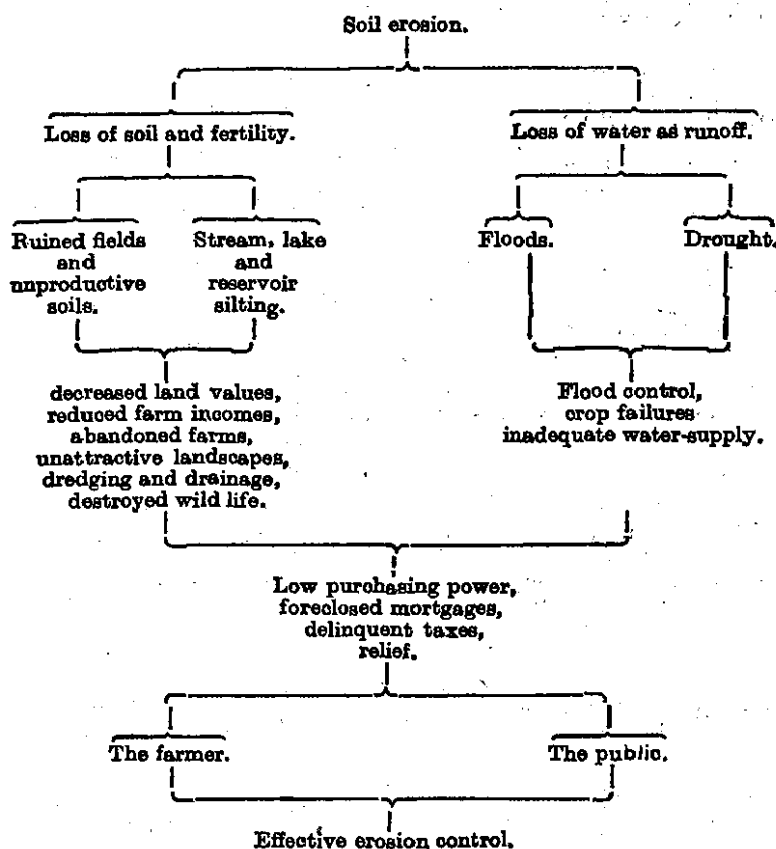 Soil erosion.
Loss of soil and fertility.
Loss of water as runoff.
Ruined fields
and
unproductive
soils.
Stream, lake
and
reservoir
silting.
Floods.
Drought.
decreased land values,
reduced farm incomes,
abandoned farms,
unattractive landscapes,
dredging and drainage,
destroyed wild life.
Flood control,
crop failures
inadequate water-supply.
Low purchasing power,
foreclosed mortgages,
delinquent taxes,
relief.
The farmer.
The public.
Effective erosion control.